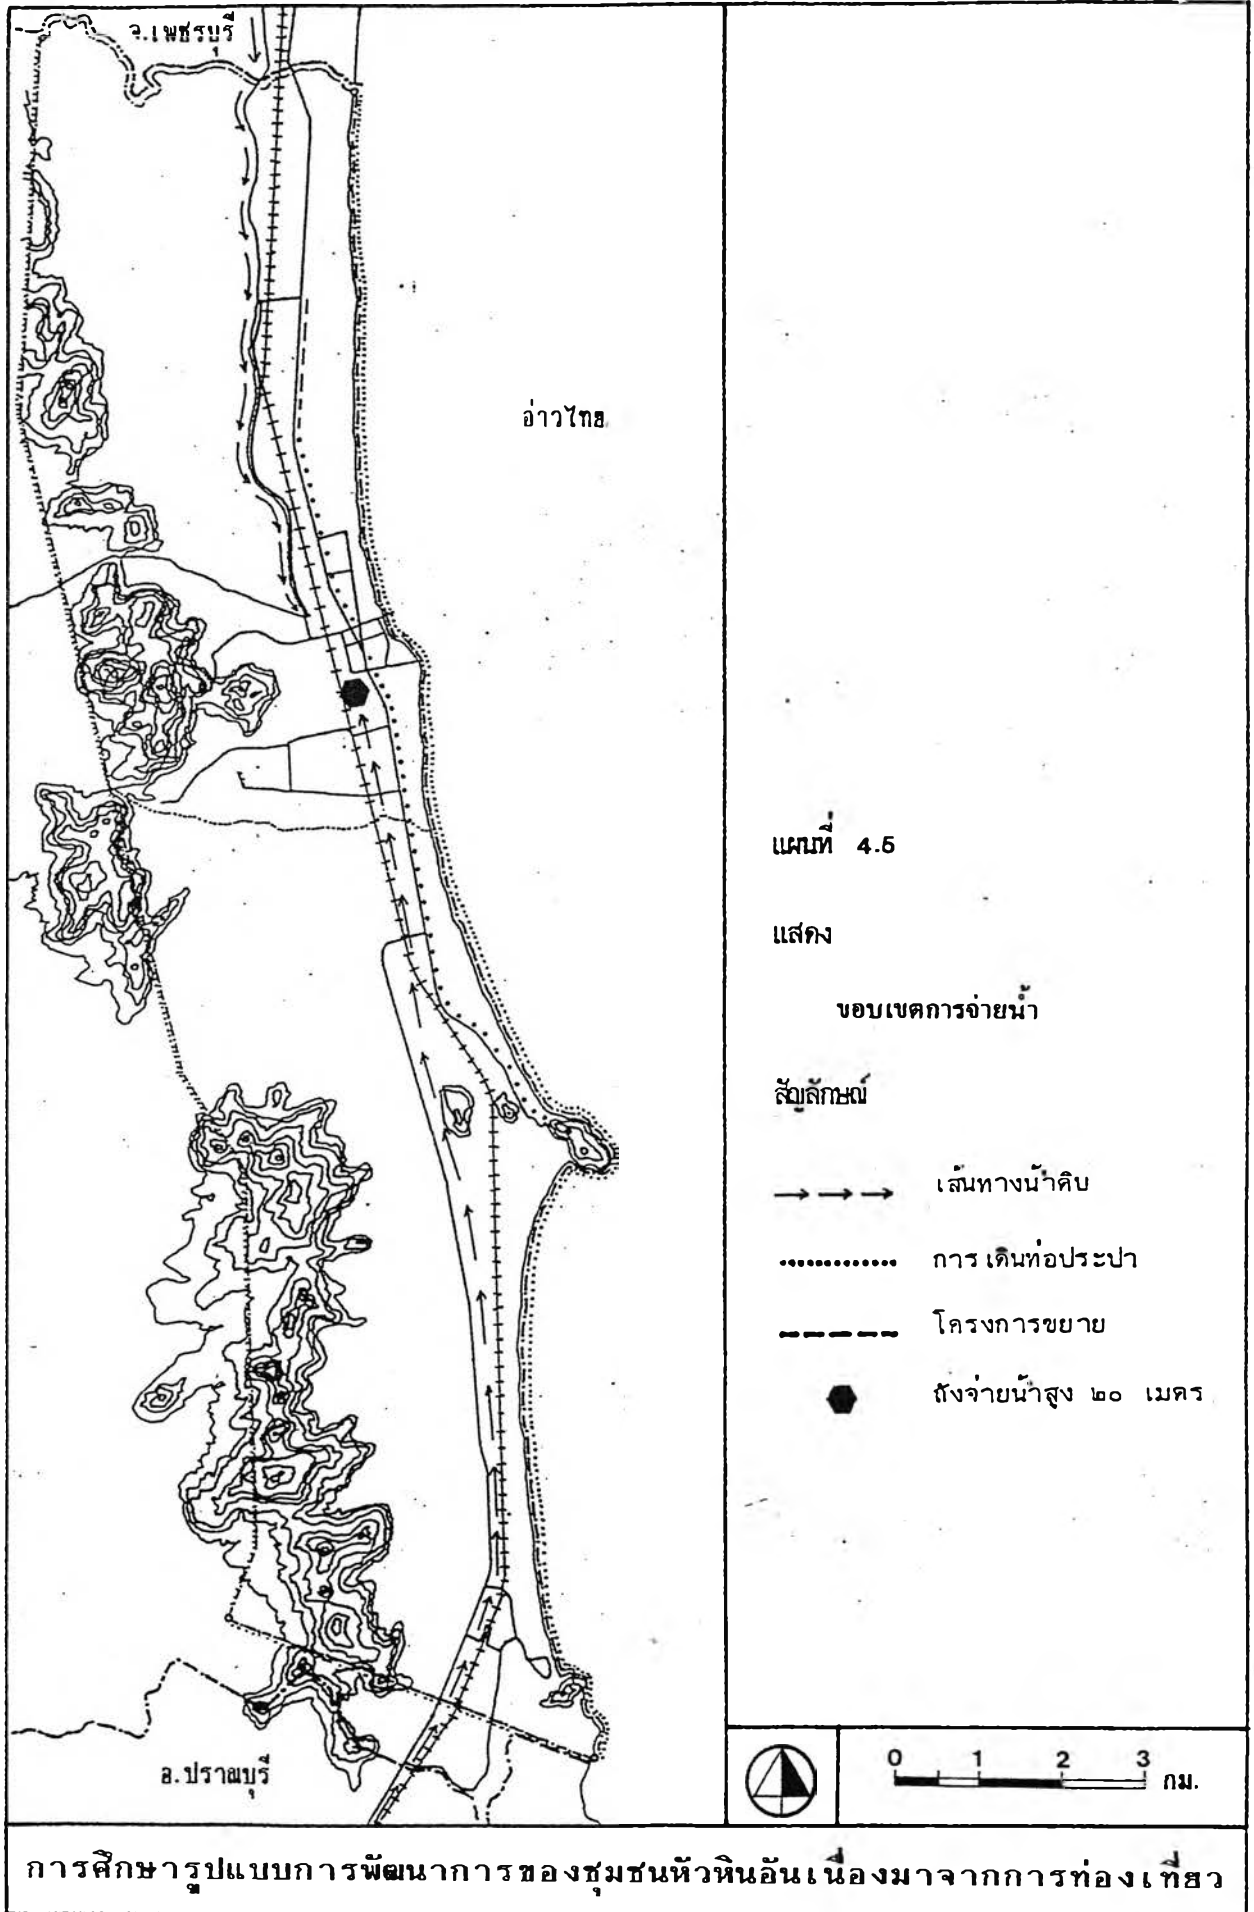 จ.เพชรบุรี
อ่าวไทย
แผนที่ 4.5
แสดง
ขอบเขตการจ่ายน้ำ
สัญลักษณ์
เส้นทางน้ำดิบ
การเดินท่อประปา
โครงการขยาย
ถังจ่ายน้ำสูง ๒๐ เมตร
อ.ปราณบุรี
0 1 2 3 กม.
การศึกษารูปแบบการพัฒนาการของชุมชนหัวหินอันเนื่องมาจากการท่องเที่ยว